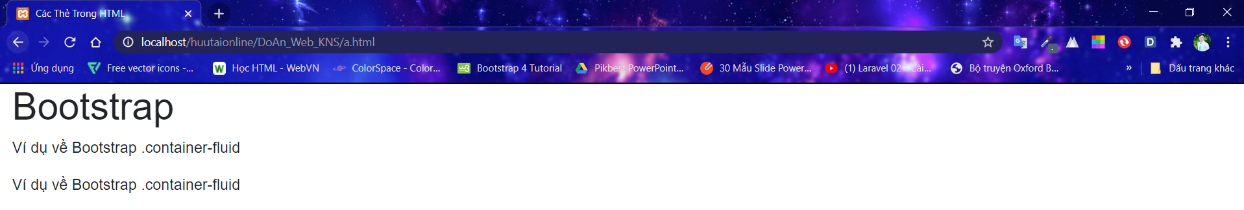 Các Thẻ Trong HTML
localhost/huutaionline/DoAn_Web_KNS/a.html
Ứng dụng Free vector icons -... Học HTML - WebVN ColorSpace - Color... Bootstrap 4 Tutorial Pikbest PowerPoint... 30 Mẫu Slide Power... (1) Laravel 02 - Cài... Bộ truyện Oxford B... » Dấu trang khác
Bootstrap
Ví dụ về Bootstrap .container-fluid
Ví dụ về Bootstrap .container-fluid